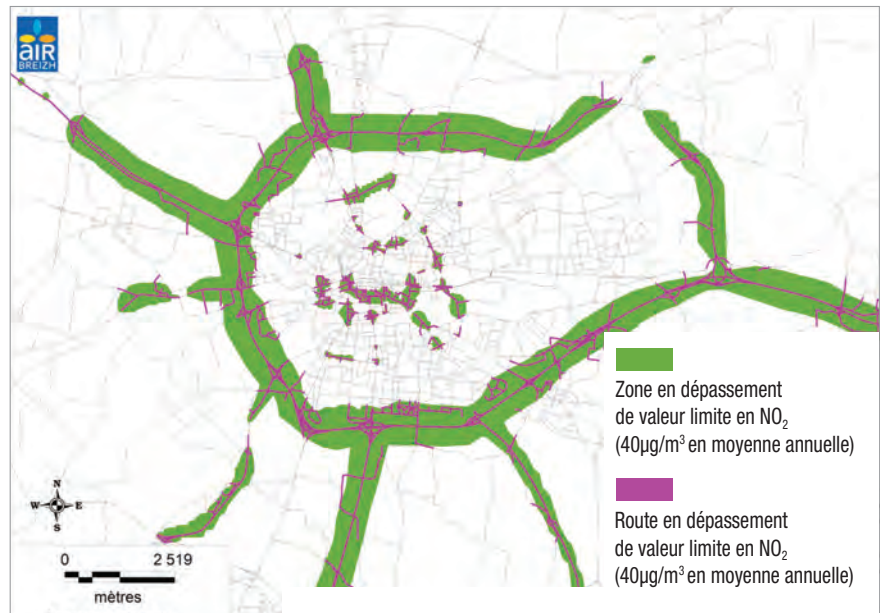 aiR
BREIZH
Zone en dépassement
de valeur limite en NO₂
(40µg/m³ en moyenne annuelle)
Route en dépassement
de valeur limite en NO₂
(40µg/m³ en moyenne annuelle)
N
W E
S
0 2 519
mètres